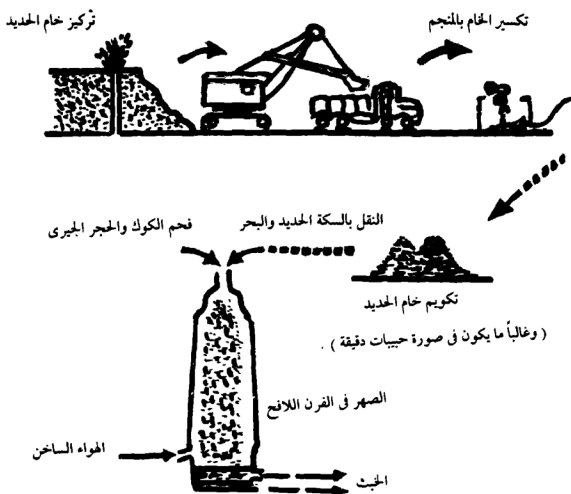 تكسير الخام بالمنجم
تركيز خام الحديد
النقل بالسكة الحديد والبحر
فحم الكوك والحجر الجيرى
تكويم خام الحديد
( وغالباً ما يكون فى صورة حبيبات دقيقة ) .
الصهر فى الفرن اللافح
الهواء الساخن
الخبث